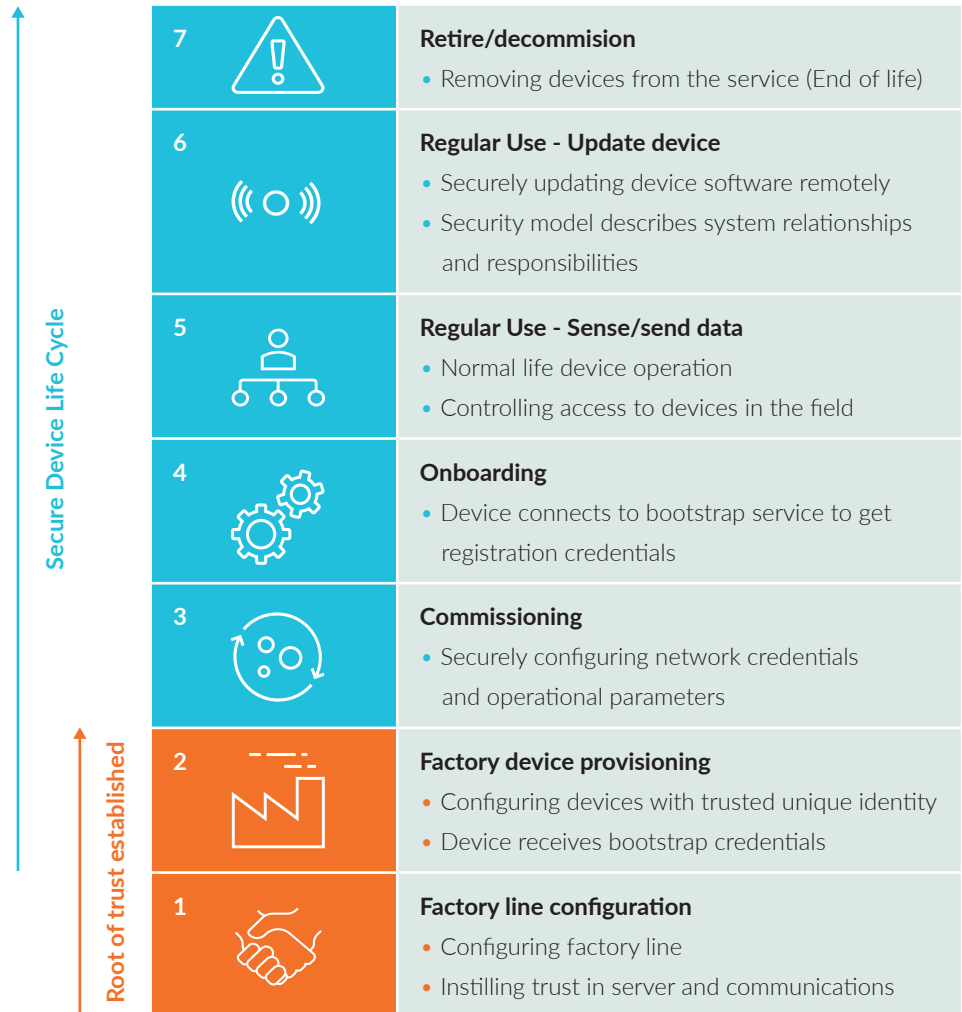 7
Retire/decommision
• Removing devices from the service (End of life)
6
Regular Use - Update device
• Securely updating device software remotely
• Security model describes system relationships
and responsibilities
5
Regular Use - Sense/send data
• Normal life device operation
• Controlling access to devices in the field
4
Onboarding
• Device connects to bootstrap service to get
registration credentials
3
Commissioning
• Securely configuring network credentials
and operational parameters
2
Factory device provisioning
• Configuring devices with trusted unique identity
• Device receives bootstrap credentials
1
Factory line configuration
• Configuring factory line
• Instilling trust in server and communications
Secure Device Life Cycle
Root of trust established